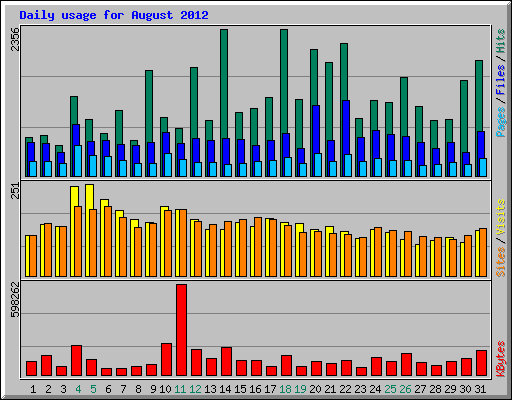 Daily usage for August 2012
2356
Pages / Files / Hits
251
Sites / Visits
598262
KBytes
1 2 3 4 5 6 7 8 9 10 11 12 13 14 15 16 17 18 19 20 21 22 23 24 25 26 27 28 29 30 31